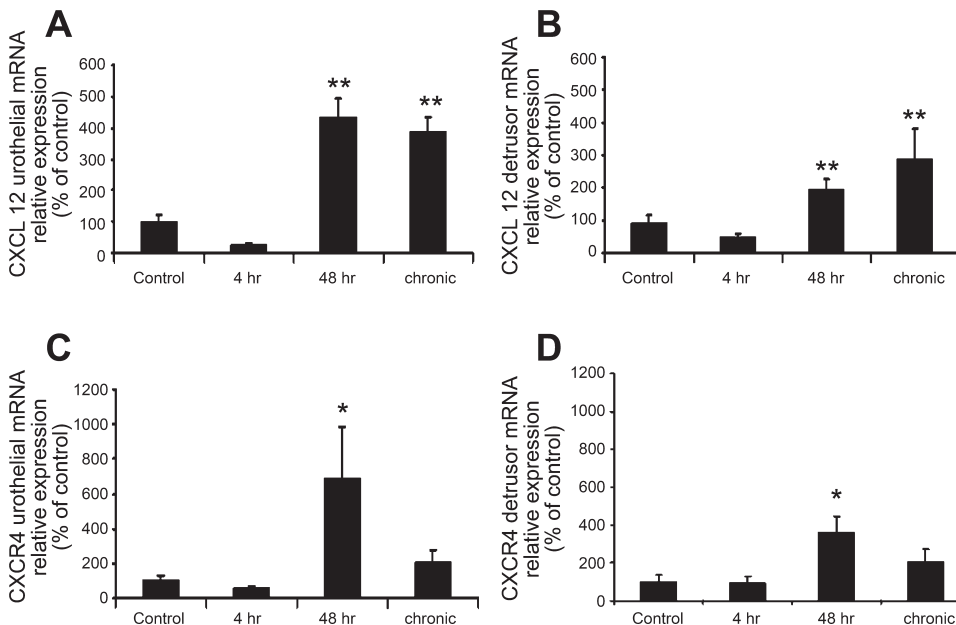 A
CXCL 12 urothelial mRNA
relative expression
(% of control)
600
500
400
300
200
100
0
**
**
Control
4 hr
48 hr
chronic
B
CXCL 12 detrusor mRNA
relative expression
(% of control)
600
500
400
300
200
100
0
**
**
Control
4 hr
48 hr
chronic
C
CXCR4 urothelial mRNA
relative expression
(% of control)
1200
1000
800
600
400
200
0
*
Control
4 hr
48 hr
chronic
D
CXCR4 detrusor mRNA
relative expression
(% of control)
1200
1000
800
600
400
200
0
*
Control
4 hr
48 hr
chronic